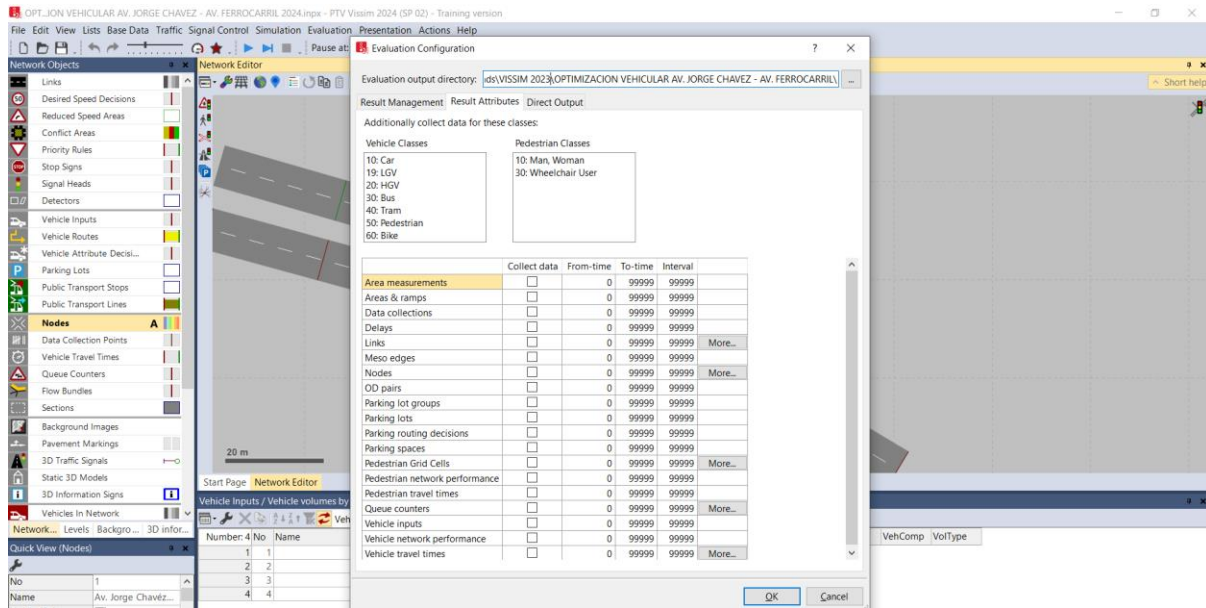 OPT...ION VEHICULAR AV. JORGE CHAVEZ - AV. FERROCARRIL 2024.inpx - PTV Vissim 2024 (SP 02) - Training version
File Edit View Lists Base Data Traffic Signal Control Simulation Evaluation Presentation Actions Help
Pause at:
Network Objects
Links
Desired Speed Decisions
Reduced Speed Areas
Conflict Areas
Priority Rules
Stop Signs
Signal Heads
Detectors
Vehicle Inputs
Vehicle Routes
Vehicle Attribute Decisi...
Parking Lots
Public Transport Stops
Public Transport Lines
Nodes A
Data Collection Points
Vehicle Travel Times
Queue Counters
Flow Bundles
Sections
Background Images
Pavement Markings
3D Traffic Signals
Static 3D Models
3D Information Signs
Vehicles In Network
Network... Levels Backgro... 3D infor...
Quick View (Nodes)
No 1
Name Av. Jorge Chavéz...
Network Editor
Short help
20 m
Start Page Network Editor
Vehicle Inputs / Vehicle volumes by
Veh
Number: 4 No Name
1 1
2 2
3 3
4 4
VehComp VolType
Evaluation Configuration ?
Evaluation output directory: ids\VISSIM 2023\OPTIMIZACION VEHICULAR AV. JORGE CHAVEZ - AV. FERROCARRIL\ ...
Result Management Result Attributes Direct Output
Additionally collect data for these classes:
Vehicle Classes Pedestrian Classes
10: Car 10: Man, Woman
19: LGV 30: Wheelchair User
20: HGV
30: Bus
40: Tram
50: Pedestrian
60: Bike
Collect data From-time To-time Interval
Area measurements 0 99999 99999
Areas & ramps 0 99999 99999
Data collections 0 99999 99999
Delays 0 99999 99999
Links 0 99999 99999 More...
Meso edges 0 99999 99999
Nodes 0 99999 99999 More...
OD pairs 0 99999 99999
Parking lot groups 0 99999 99999
Parking lots 0 99999 99999
Parking routing decisions 0 99999 99999
Parking spaces 0 99999 99999
Pedestrian Grid Cells 0 99999 99999 More...
Pedestrian network performance 0 99999 99999
Pedestrian travel times 0 99999 99999
Queue counters 0 99999 99999 More...
Vehicle inputs 0 99999 99999
Vehicle network performance 0 99999 99999
Vehicle travel times 0 99999 99999 More...
OK Cancel